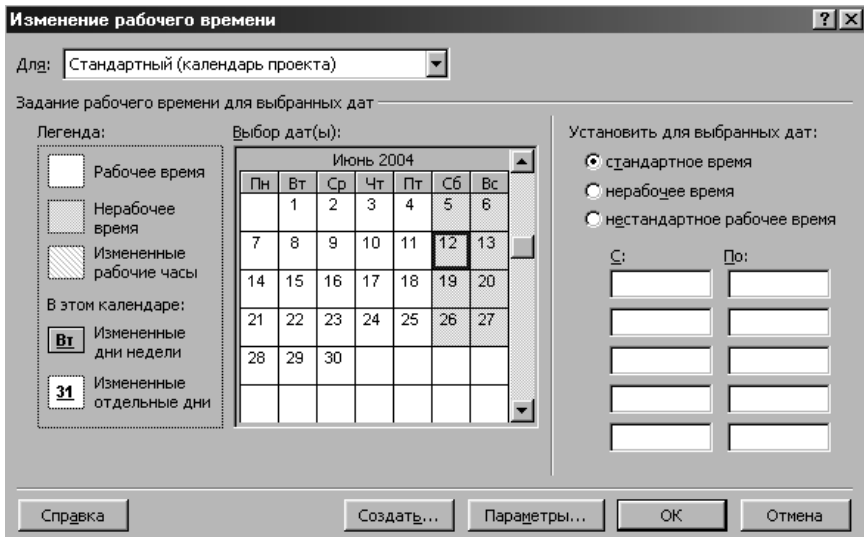 Изменение рабочего времени
Для: Стандартный (календарь проекта)
Задание рабочего времени для выбранных дат
Легенда:
Рабочее время
Нерабочее
время
Измененные
рабочие часы
В этом календаре:
Вт Измененные
дни недели
31 Измененные
отдельные дни
Выбор дат(ы):
Июнь 2004
Пн Вт Ср Чт Пт Сб Вс
1 2 3 4 5 6
7 8 9 10 11 12 13
14 15 16 17 18 19 20
21 22 23 24 25 26 27
28 29 30
Установить для выбранных дат:
стандартное время
нерабочее время
нестандартное рабочее время
С: По:
Справка Создать... Параметры... ОК Отмена